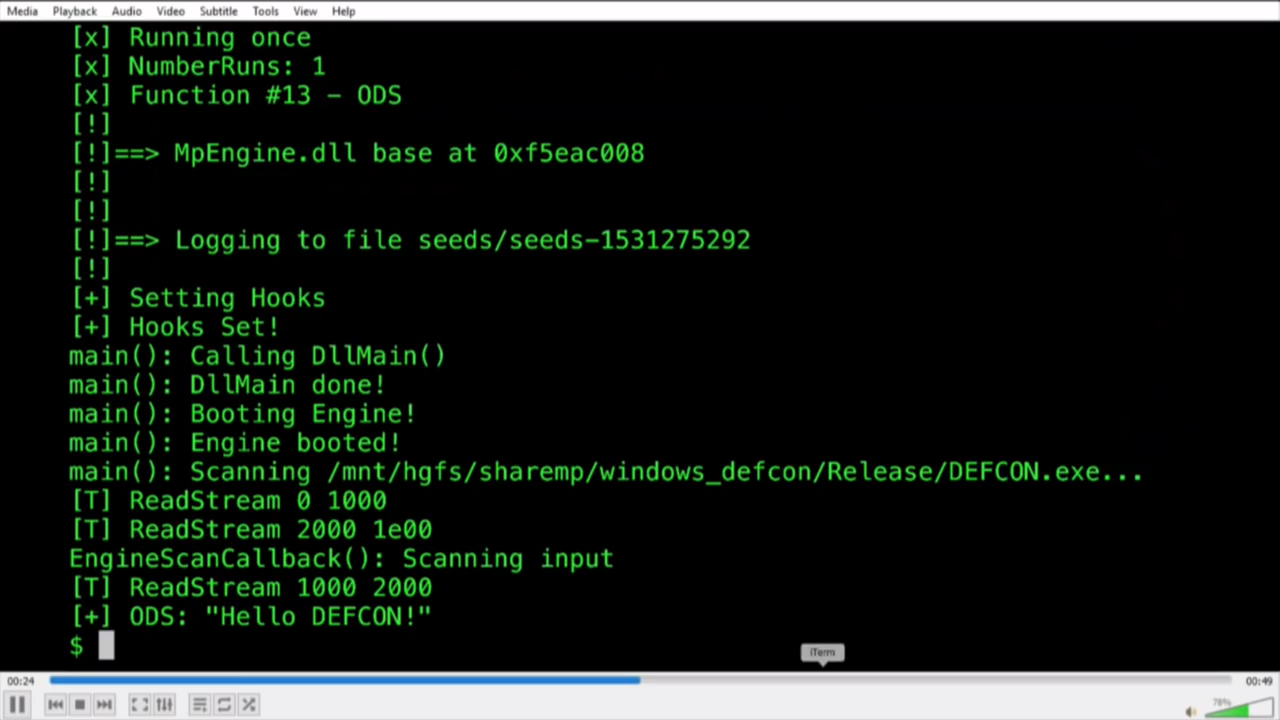 Media Playback Audio Video Subtitle Tools View Help
[x] Running once
[x] NumberRuns: 1
[x] Function #13 - ODS
[!]
[!]==> MpEngine.dll base at 0xf5eac008
[!]
[!]
[!]==> Logging to file seeds/seeds-1531275292
[!]
[+] Setting Hooks
[+] Hooks Set!
main(): Calling DllMain()
main(): DllMain done!
main(): Booting Engine!
main(): Engine booted!
main(): Scanning /mnt/hgfs/sharemp/windows_defcon/Release/DEFCON.exe...
[T] ReadStream 0 1000
[T] ReadStream 2000 1e00
EngineScanCallback(): Scanning input
[T] ReadStream 1000 2000
[+] ODS: "Hello DEFCON!"
$
iTerm
00:24 00:49
78%